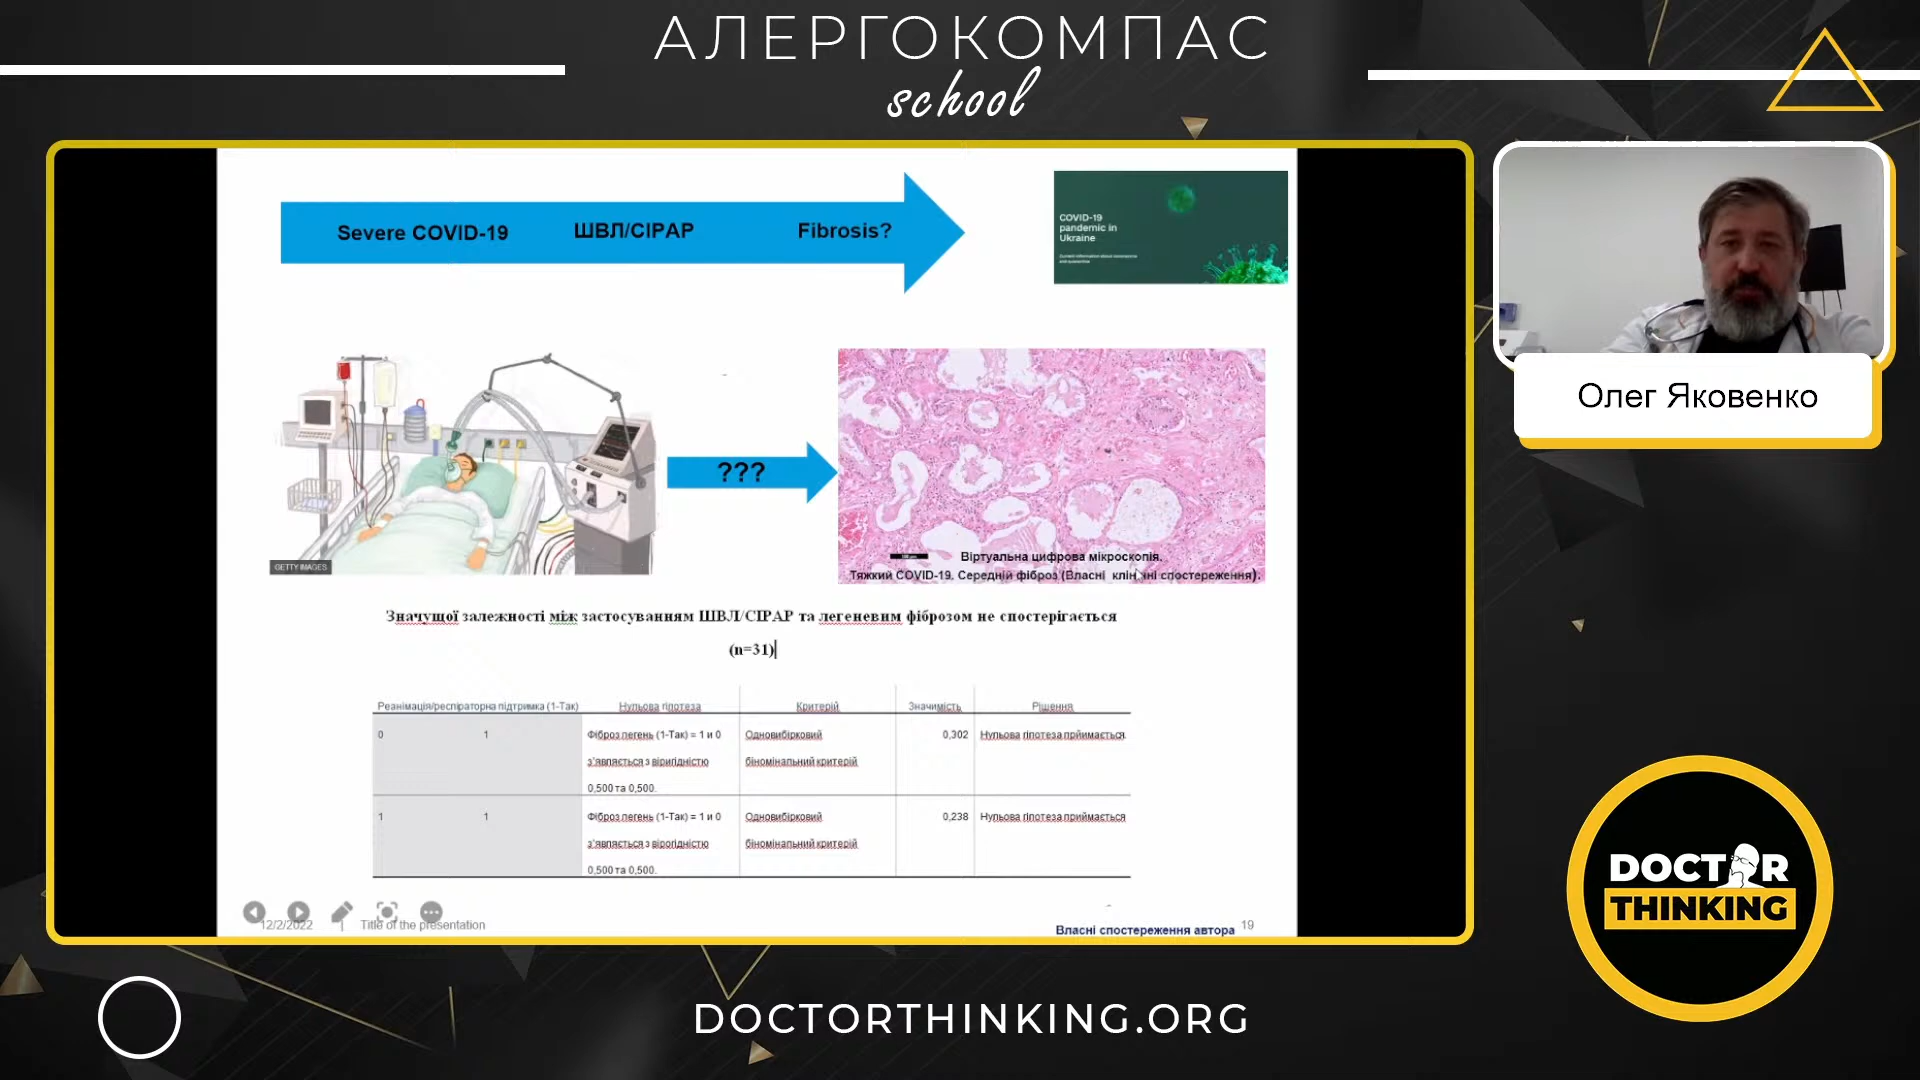 АЛЕРГОКОМПАС
school
Severe COVID-19 ШВЛ/CIPAP Fibrosis?
COVID-19
pandemic in
Ukraine
GETTY IMAGES
???
Віртуальна цифрова мікроскопія.
Тяжкий COVID-19. Середній фіброз (Власні клінічні спостереження).
Значущої залежності між застосуванням ШВЛ/СІРАР та легеневим фіброзом не спостерігається
(n=31)
Реанімація/респіраторна підтримка (1-Так) Нульова гіпотеза Критерій Значимість Рішення
0 1 Фіброз легень (1-Так) = 1 и 0 Одновибірковий 0,302 Нульова гіпотеза приймається.
з'являється з віригідністю біномінальний критерій
0,500 та 0,500.
1 1 Фіброз легень (1-Так) = 1 и 0 Одновибірковий 0,238 Нульова гіпотеза приймається
з'являється з вірогідністю біномінальний критерій
0,500 та 0,500.
12/2/2022 Title of the presentation
Власні спостереження автора 19
Олег Яковенко
DOCTOR
THINKING
DOCTORTHINKING.ORG